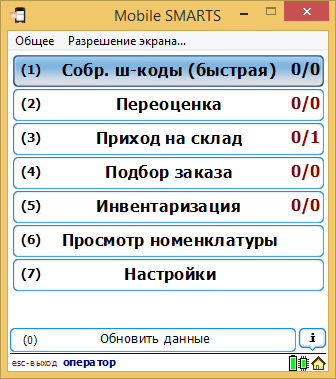 Mobile SMARTS
Общее Разрешение экрана...
(1) Собр. ш-коды (быстрая) 0/0
(2) Переоценка 0/0
(3) Приход на склад 0/1
(4) Подбор заказа 0/0
(5) Инвентаризация 0/0
(6) Просмотр номенклатуры
(7) Настройки
(0) Обновить данные i
esc-выход оператор